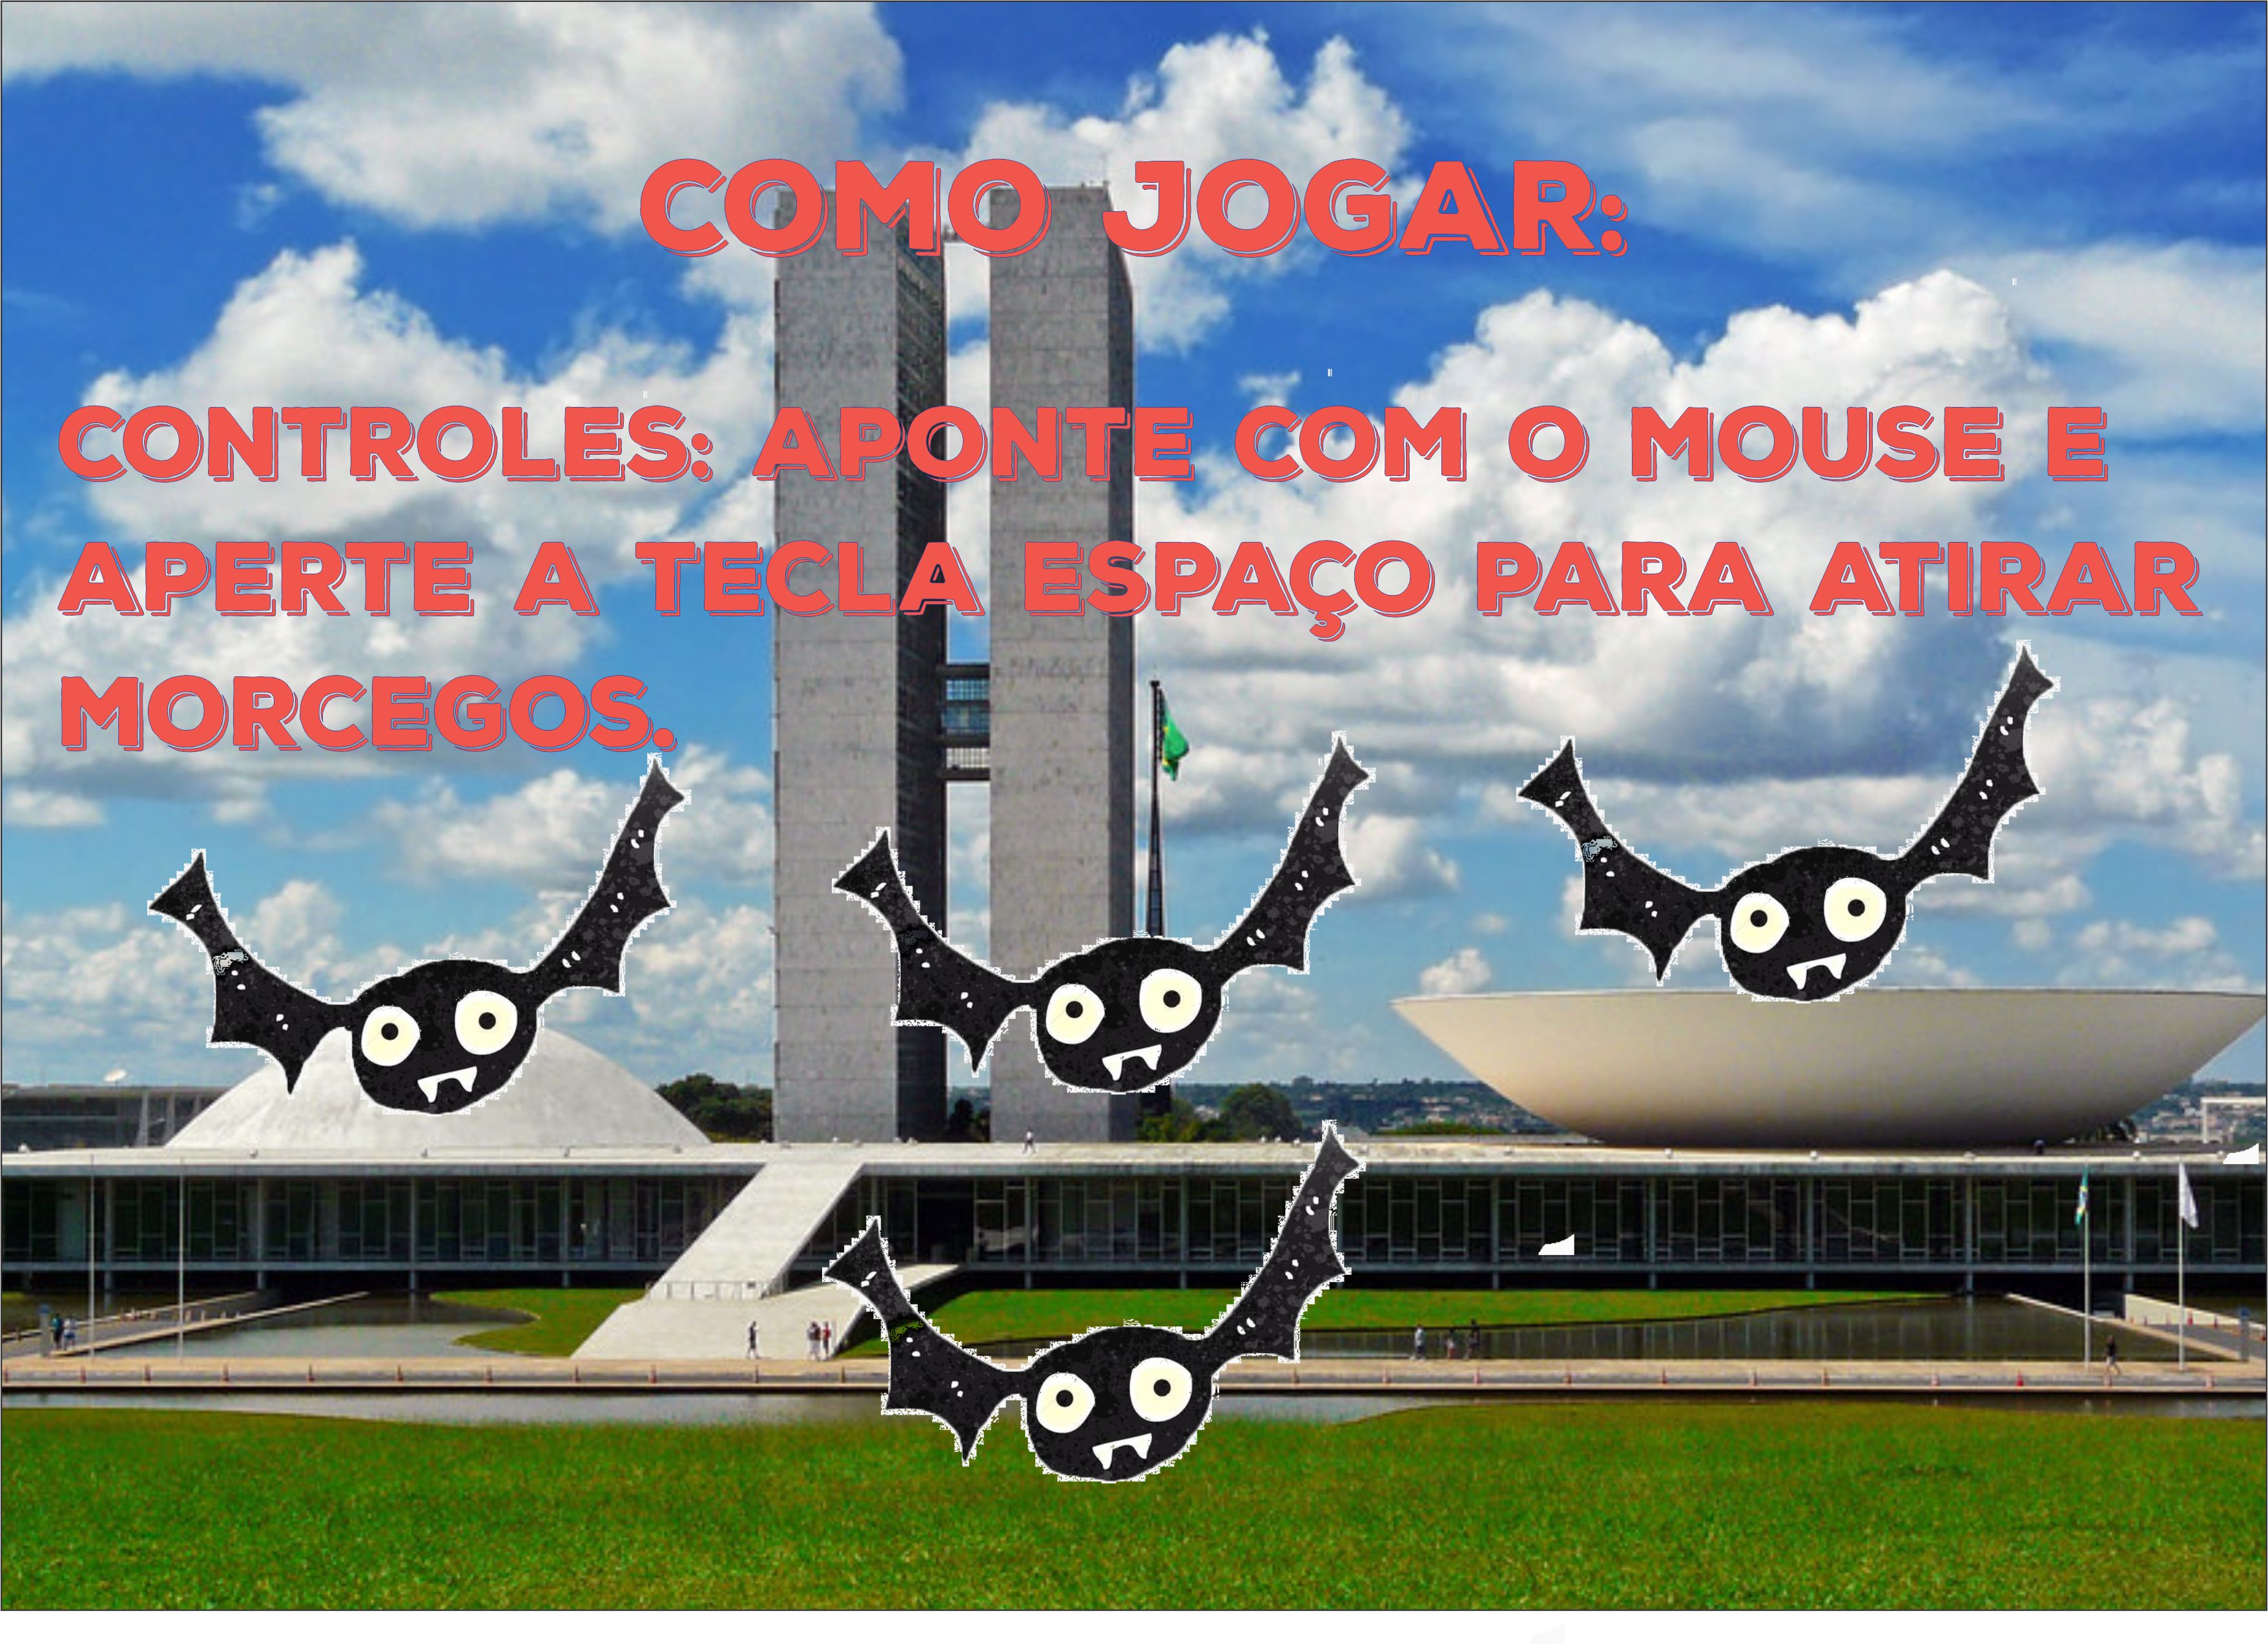 COMO JOGAR:
CONTROLES: APONTE COM O MOUSE E
APERTE A TECLA ESPAÇO PARA ATIRAR
MORCEGOS.